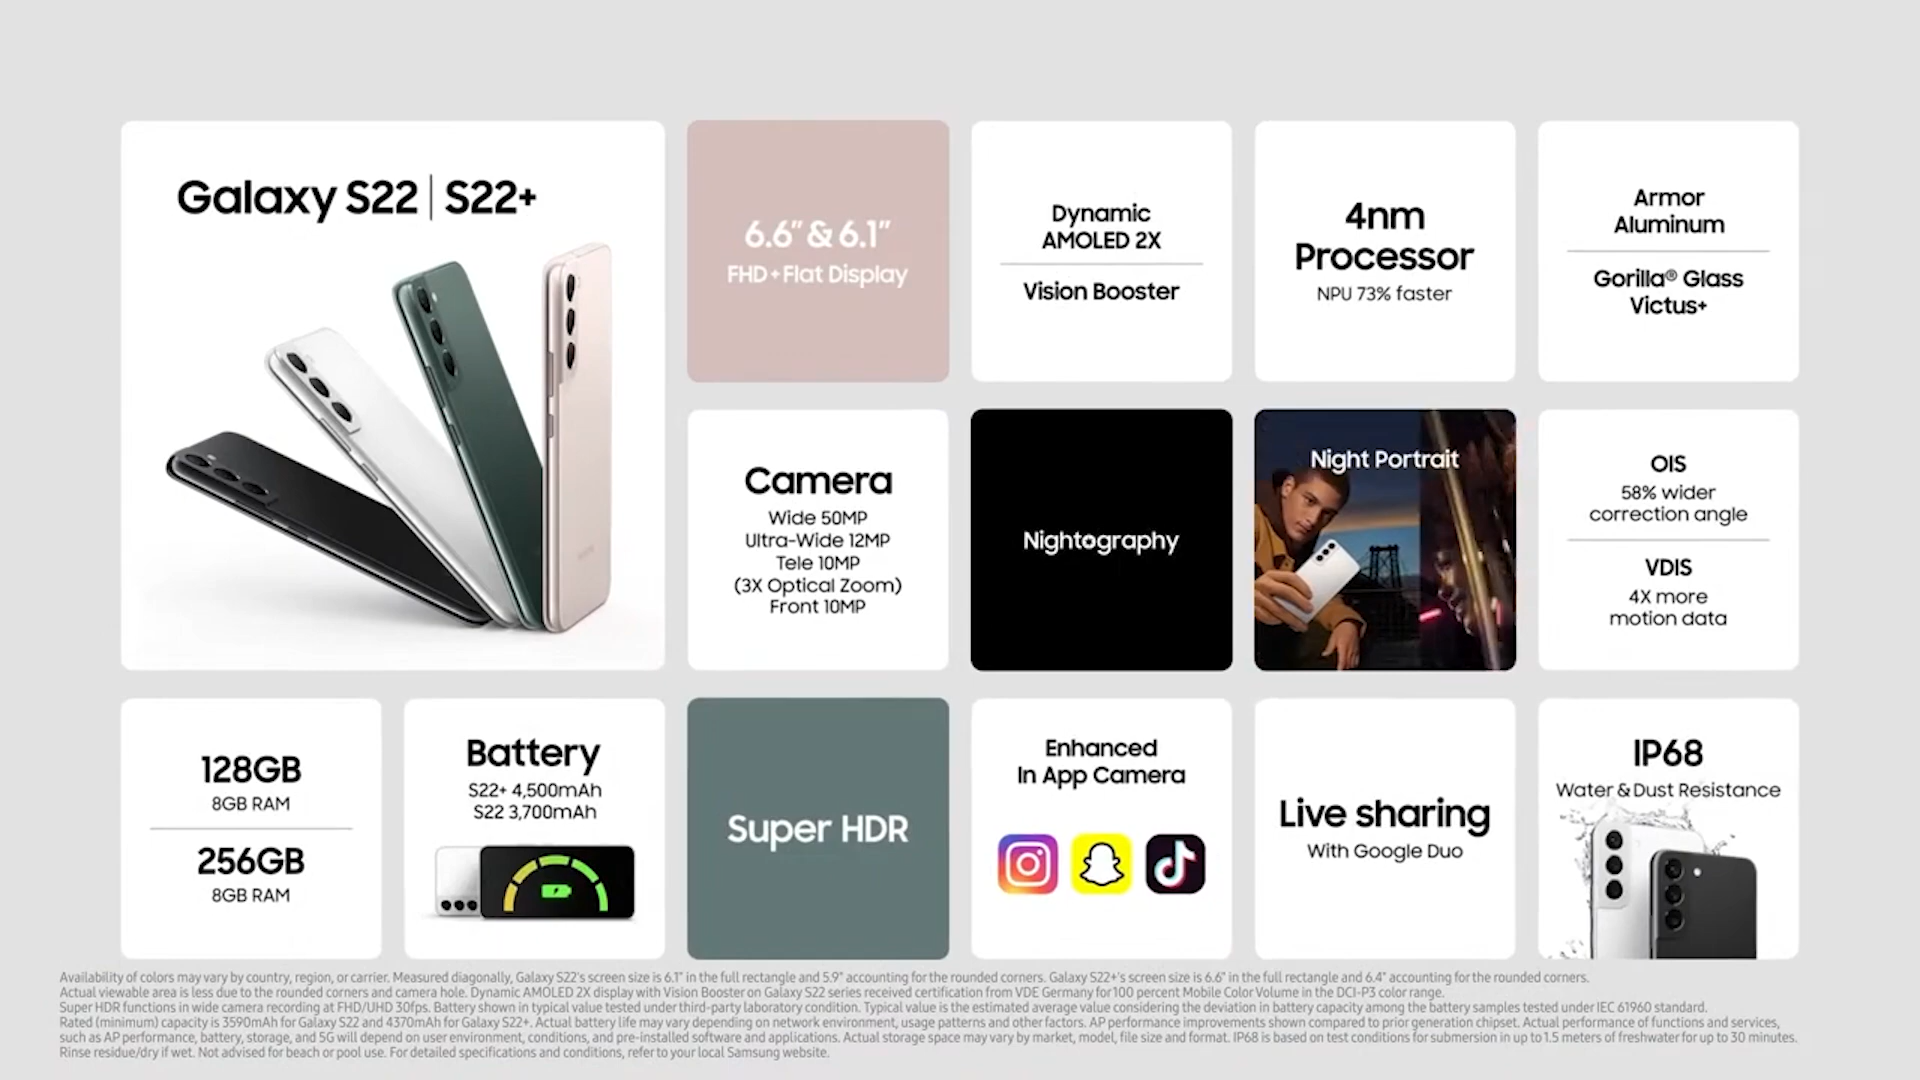 Galaxy S22 | S22+
6.6" & 6.1"
FHD+ Flat Display
Dynamic
AMOLED 2X
Vision Booster
4nm
Processor
NPU 73% faster
Armor
Aluminum
Gorilla® Glass
Victus+
Camera
Wide 50MP
Ultra-Wide 12MP
Tele 10MP
(3X Optical Zoom)
Front 10MP
Nightography
Night Portrait
OIS
58% wider
correction angle
VDIS
4X more
motion data
128GB
8GB RAM
256GB
8GB RAM
Battery
S22+ 4,500mAh
S22 3,700mAh
Super HDR
Enhanced
In App Camera
Live sharing
With Google Duo
IP68
Water & Dust Resistance
Availability of colors may vary by country, region, or carrier. Measured diagonally, Galaxy S22's screen size is 6.1" in the full rectangle and 5.9" accounting for the rounded corners. Galaxy S22+'s screen size is 6.6" in the full rectangle and 6.4" accounting for the rounded corners.
Actual viewable area is less due to the rounded corners and camera hole. Dynamic AMOLED 2X display with Vision Booster on Galaxy S22 series received certification from VDE Germany for 100 percent Mobile Color Volume in the DCI-P3 color range.
Super HDR functions in wide camera recording at FHD/UHD 30fps. Battery shown in typical value tested under third-party laboratory condition. Typical value is the estimated average value considering the deviation in battery capacity among the battery samples tested under IEC 61960 standard.
Rated (minimum) capacity is 3590mAh for Galaxy S22 and 4370mAh for Galaxy S22+. Actual battery life may vary depending on network environment, usage patterns and other factors. AP performance improvements shown compared to prior generation chipset. Actual performance of functions and services,
such as AP performance, battery, storage, and 5G will depend on user environment, conditions, and pre-installed software and applications. Actual storage space may vary by market, model, file size and format. IP68 is based on test conditions for submersion in up to 1.5 meters of freshwater for up to 30 minutes.
Rinse residue/dry if wet. Not advised for beach or pool use. For detailed specifications and conditions, refer to your local Samsung website.